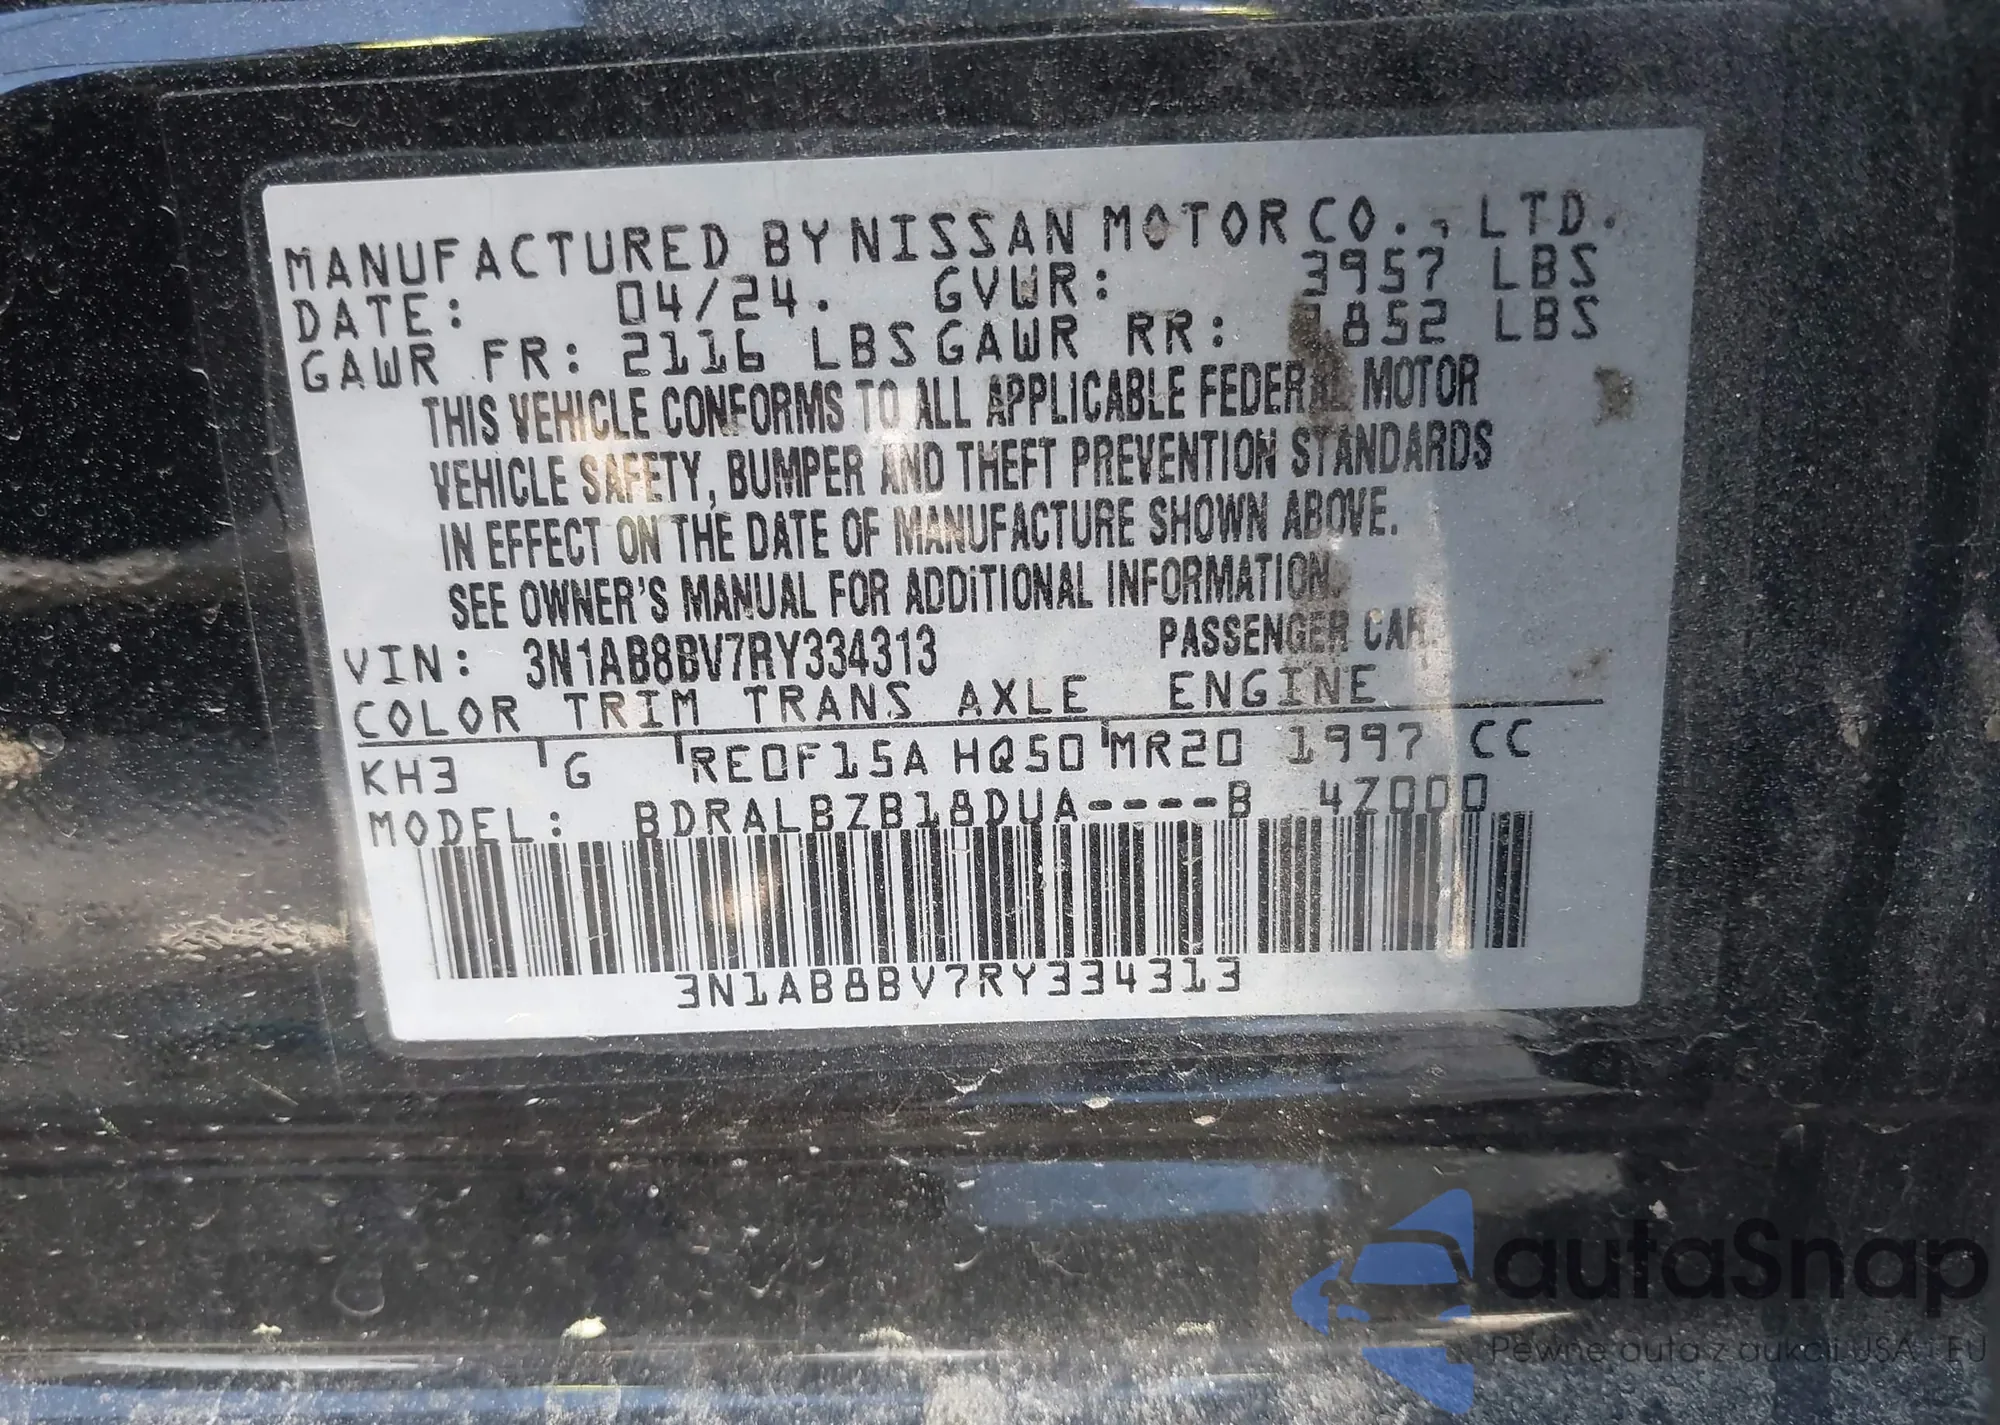 MANUFACTURED BY NISSAN MOTOR CO., LTD.
DATE: 04/24. GVWR: 3957 LBS
GAWR FR: 2116 LBS GAWR RR: 1852 LBS
THIS VEHICLE CONFORMS TO ALL APPLICABLE FEDERAL MOTOR
VEHICLE SAFETY, BUMPER AND THEFT PREVENTION STANDARDS
IN EFFECT ON THE DATE OF MANUFACTURE SHOWN ABOVE.
SEE OWNER'S MANUAL FOR ADDITIONAL INFORMATION.
VIN: 3N1AB8BV7RY334313 PASSENGER CAR
COLOR TRIM TRANS AXLE ENGINE
KH3 G RE0F15A HQ50 MR20 1997 CC
MODEL: BDRALBZB18DUA----B 4Z000
3N1AB8BV7RY334313
autaSnap
Pewne auta z aukcji USA i EU